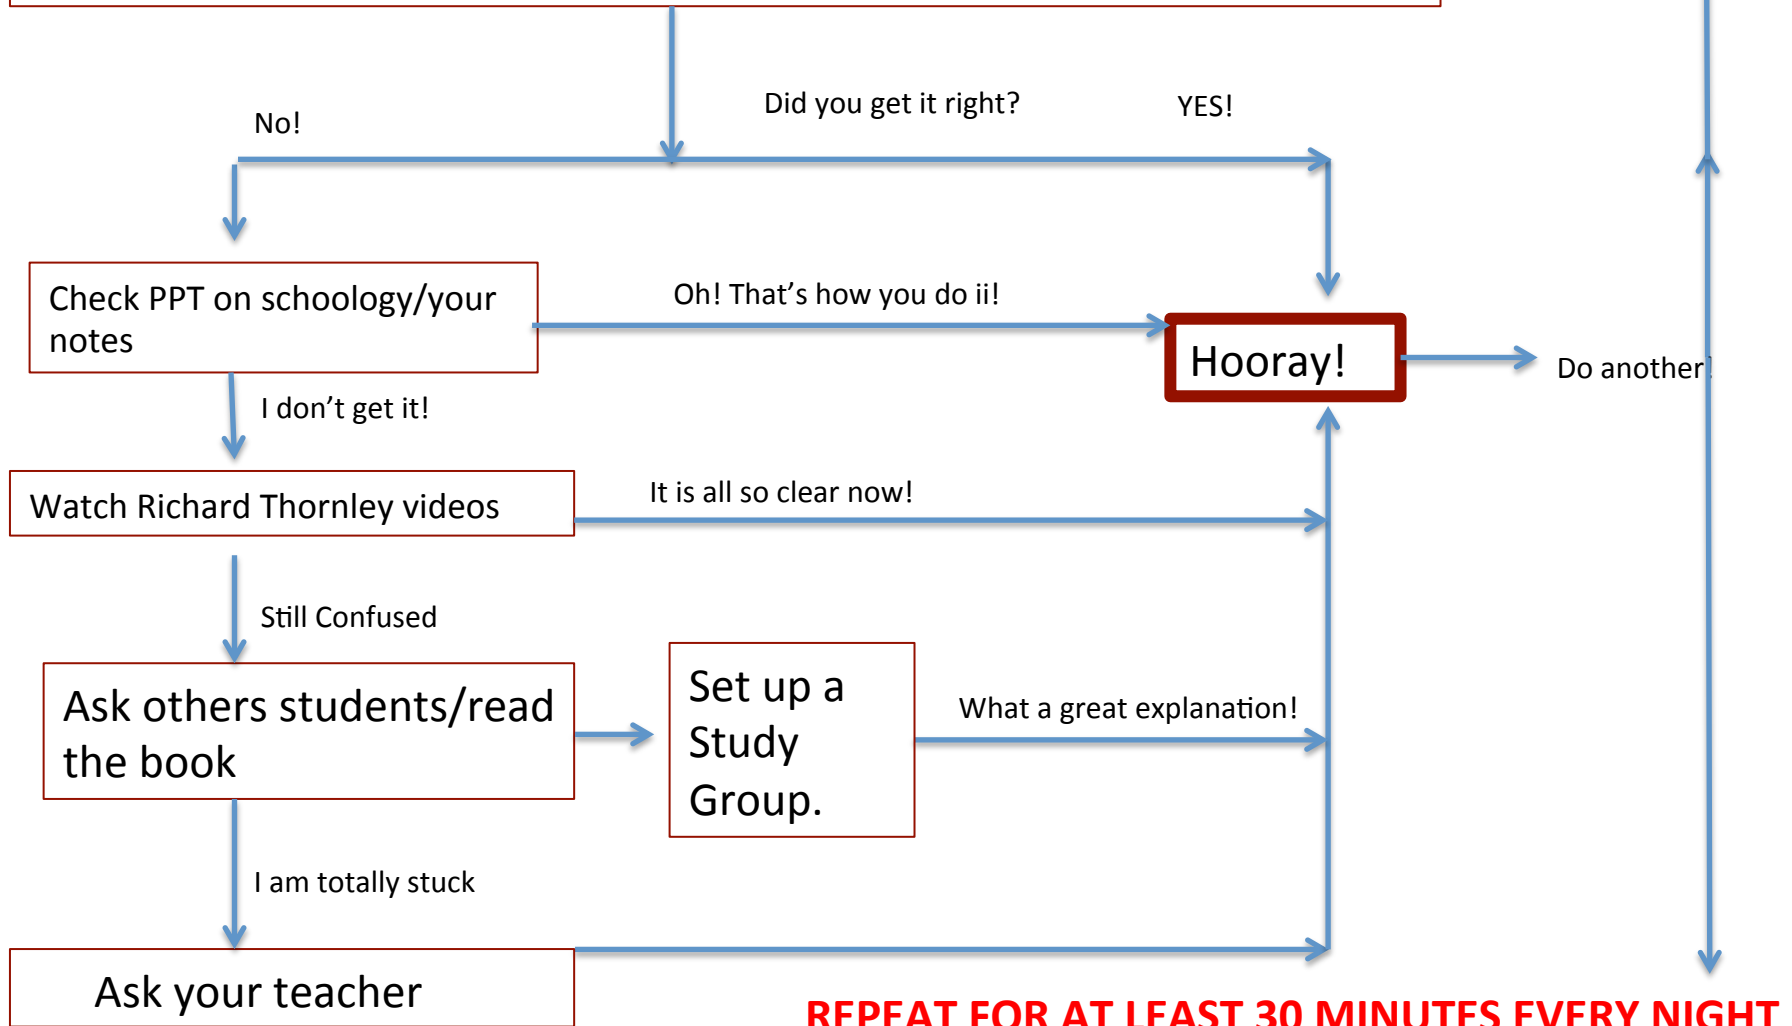 Did you get it right?
YES!
No!
Check PPT on schoology/your
notes
Oh! That's how you do ii!
Hooray!
Do another!
I don't get it!
Watch Richard Thornley videos
It is all so clear now!
Still Confused
Ask others students/read
the book
Set up a
Study
Group.
What a great explanation!
I am totally stuck
Ask your teacher
REPEAT FOR AT LEAST 30 MINUTES EVERY NIGHT